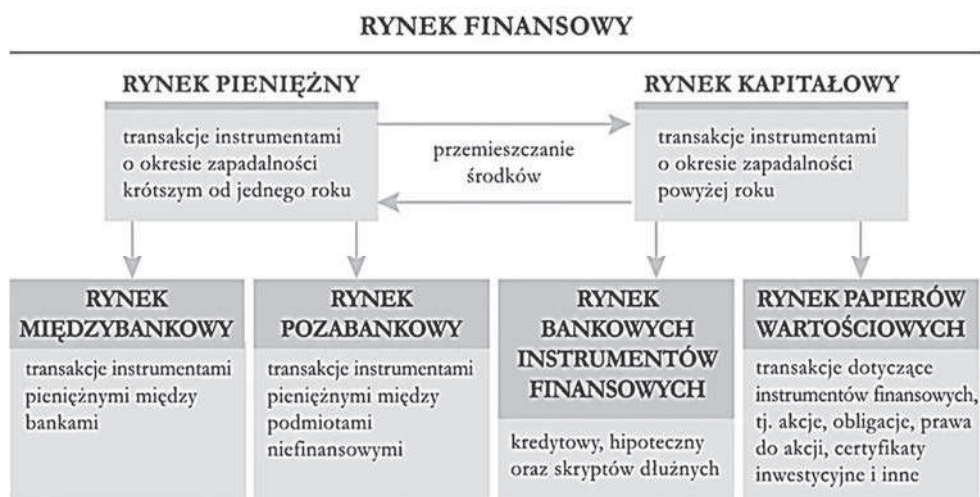 RYNEK FINANSOWY
RYNEK PIENIĘŻNY
transakcje instrumentami
o okresie zapadalności
krótszym od jednego roku
przemieszczanie
środków
RYNEK KAPITAŁOWY
transakcje instrumentami
o okresie zapadalności
powyżej roku
RYNEK
MIĘDZYBANKOWY
transakcje instrumentami
pieniężnymi między
bankami
RYNEK
POZABANKOWY
transakcje instrumentami
pieniężnymi między
podmiotami
niefinansowymi
RYNEK
BANKOWYCH
INSTRUMENTÓW
FINANSOWYCH
kredytowy, hipoteczny
oraz skryptów dłużnych
RYNEK PAPIERÓW
WARTOŚCIOWYCH
transakcje dotyczące
instrumentów finansowych,
tj. akcje, obligacje, prawa
do akcji, certyfikaty
inwestycyjne i inne